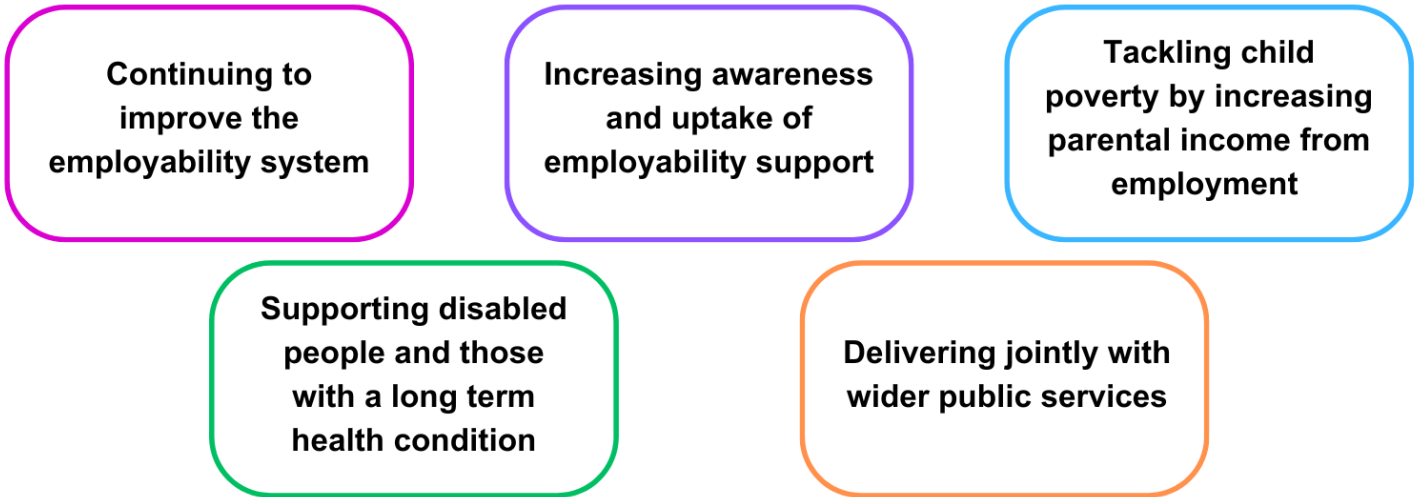 Continuing to
improve the
employability system
Increasing awareness
and uptake of
employability support
Tackling child
poverty by increasing
parental income from
employment
Supporting disabled
people and those
with a long term
health condition
Delivering jointly with
wider public services